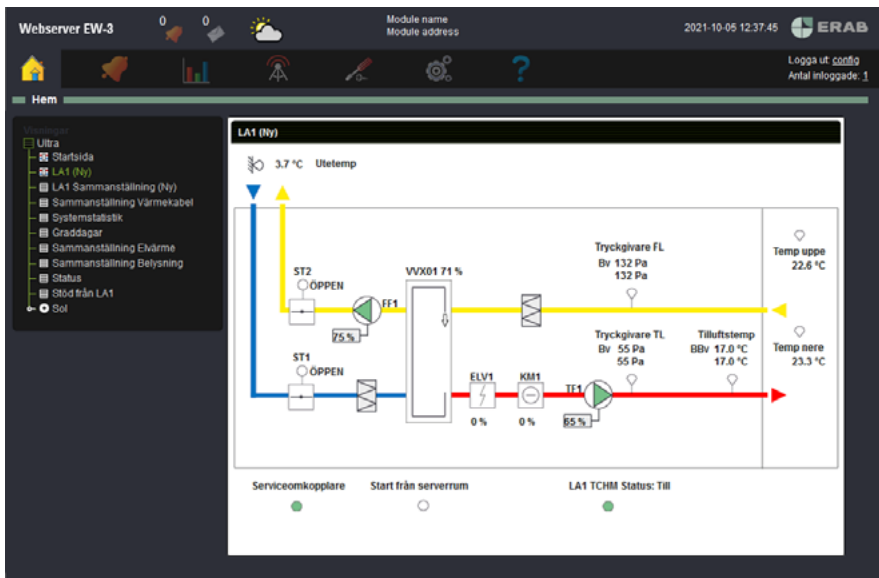 Webserver EW-3
0
0
Module name
Module address
2021-10-05 12:37:45
ERAB
Logga ut: config
Antal inloggade: 1
Hem
Visningar
Ultra
Startsida
LA1 (Ny)
LA1 Sammanställning (Ny)
Sammanställning Värmekabel
Systemstatistik
Graddagar
Sammanställning Elvärme
Sammanställning Belysning
Status
Stöd från LA1
Sol
LA1 (Ny)
3.7 °C Utetemp
Tryckgivare FL
Bv 132 Pa
132 Pa
Temp uppe
22.6 °C
ST2
ÖPPEN
VVX01 71 %
FF1
75 %
Tryckgivare TL
Bv 55 Pa
55 Pa
Tilluftstemp
BBv 17.0 °C
17.0 °C
Temp nere
23.3 °C
ST1
ÖPPEN
ELV1
0 %
KM1
0 %
TF1
65 %
Serviceomkopplare
Start från serverrum
LA1 TCHM Status: Till